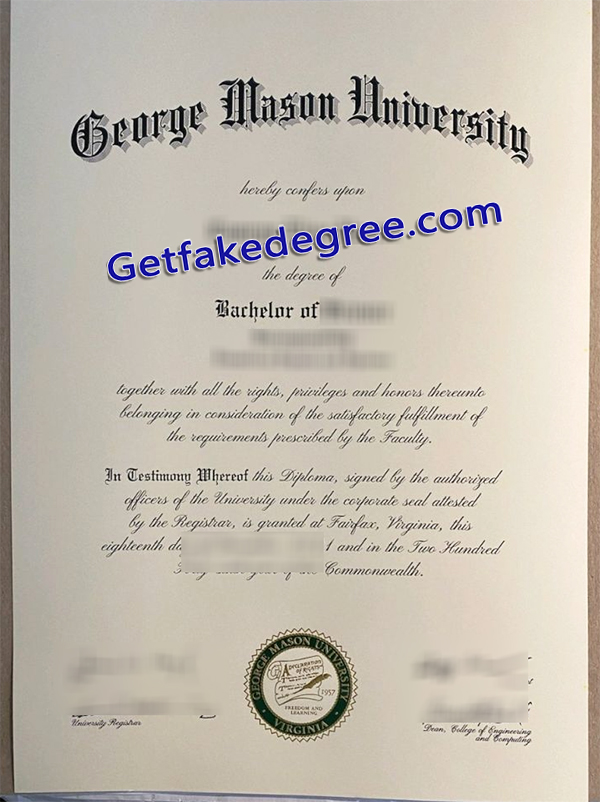 George Mason University
hereby confers upon
Getfakedegree.com
the degree of
Bachelor of
together with all the rights, privileges and honors thereunto
belonging in consideration of the satisfactory fulfillment of
the requirements prescribed by the Faculty.
In Testimony Whereof this Diploma, signed by the authorized
officers of the University under the corporate seal attested
by the Registrar, is granted at Fairfax, Virginia, this
eighteenth 1 and in the Two Hundred
year of the Commonwealth.
GEORGE MASON UNIVERSITY
DECLARATION
OF RIGHTS
1957
FREEDOM AND
LEARNING
VIRGINIA
University Registrar
Dean, College of Engineering
and Computing